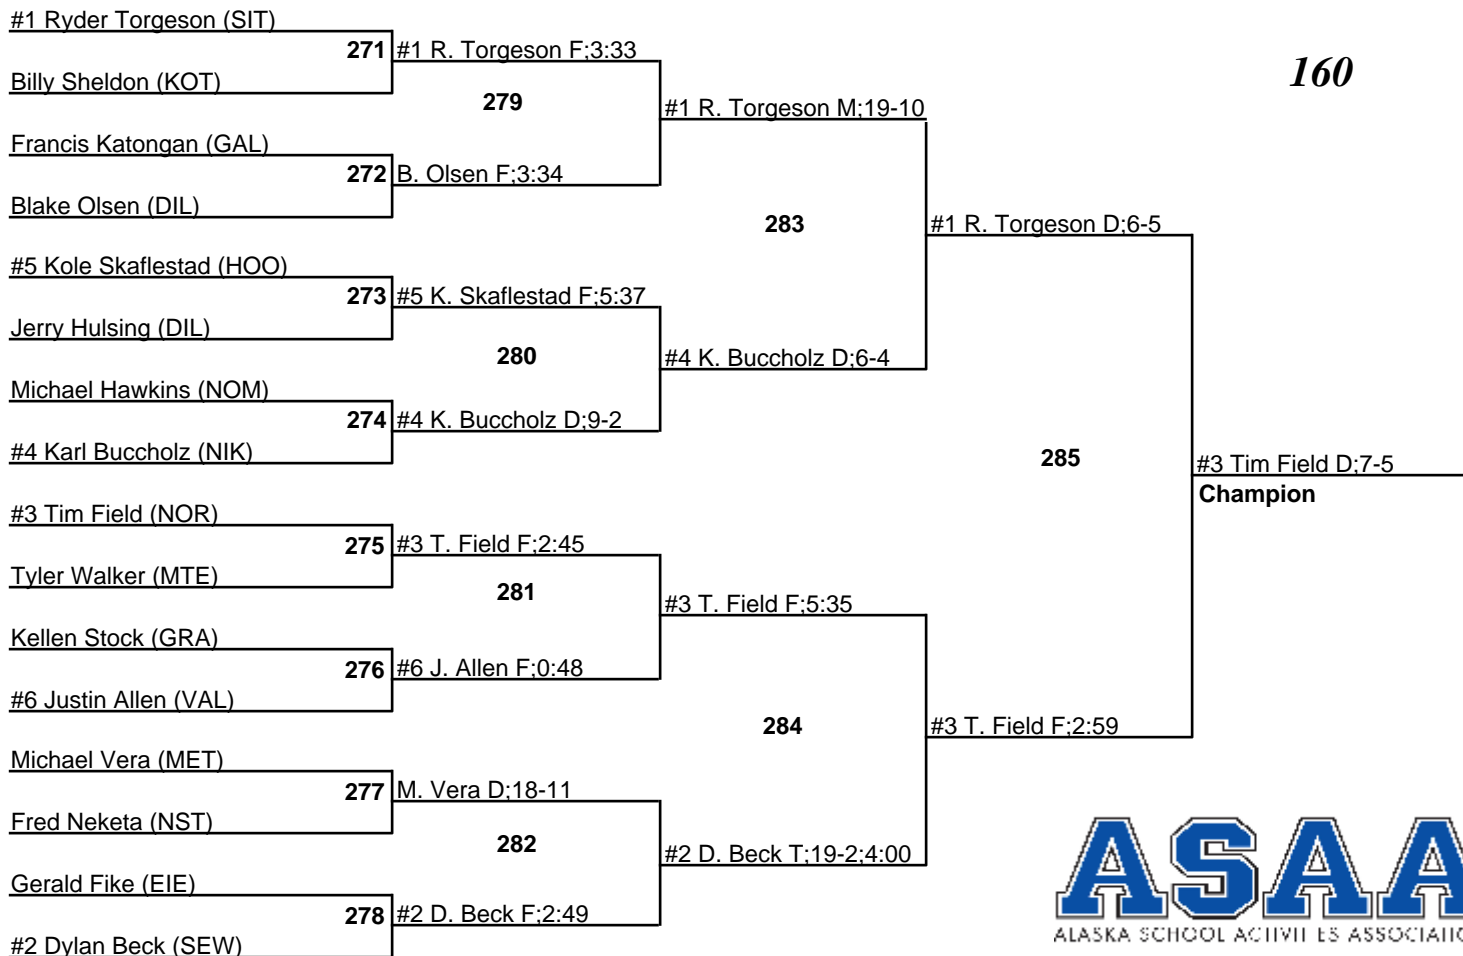 #1 Ryder Torgeson (SIT)
271 #1 R. Torgeson F;3:33
160
Billy Sheldon (KOT)
279
#1 R. Torgeson M;19-10
Francis Katongan (GAL)
272 B. Olsen F;3:34
Blake Olsen (DIL)
283
#1 R. Torgeson D;6-5
#5 Kole Skaflestad (HOO)
273 #5 K. Skaflestad F;5:37
Jerry Hulsing (DIL)
280
#4 K. Buccholz D;6-4
Michael Hawkins (NOM)
274 #4 K. Buccholz D;9-2
#4 Karl Buccholz (NIK)
285
#3 Tim Field D;7-5
Champion
#3 Tim Field (NOR)
275 #3 T. Field F;2:45
Tyler Walker (MTE)
281
#3 T. Field F;5:35
Kellen Stock (GRA)
276 #6 J. Allen F;0:48
#6 Justin Allen (VAL)
284
#3 T. Field F;2:59
Michael Vera (MET)
277 M. Vera D;18-11
Fred Neketa (NST)
282
#2 D. Beck T;19-2;4:00
Gerald Fike (EIE)
278 #2 D. Beck F;2:49
#2 Dylan Beck (SEW)
ASAA
ALASKA SCHOOL ACTIVITIES ASSOCIATIO